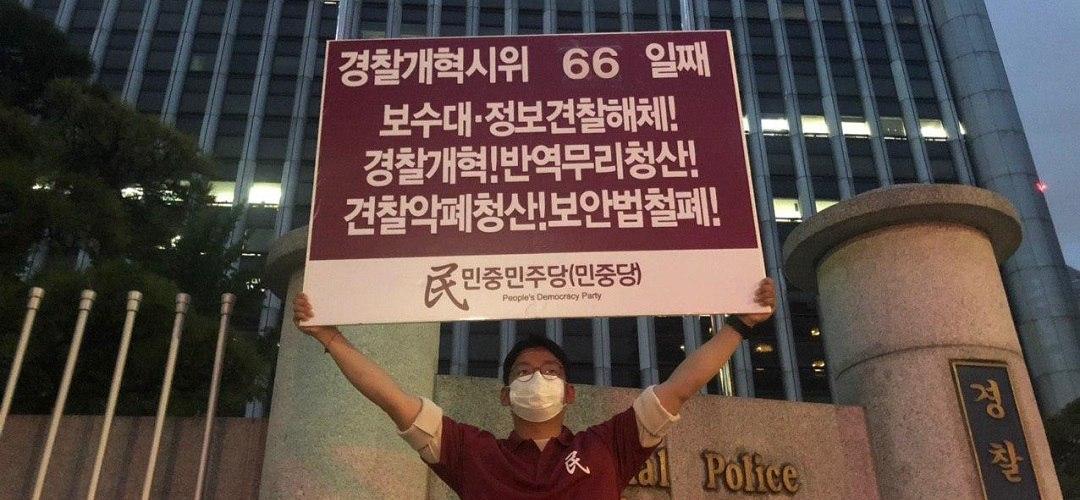 경찰개혁시위 66 일째
보수대·정보견찰해체!
경찰개혁!반역무리청산!
견찰악폐청산!보안법철폐!
民 민중민주당(민중당)
People's Democracy Party
民
Police
경찰